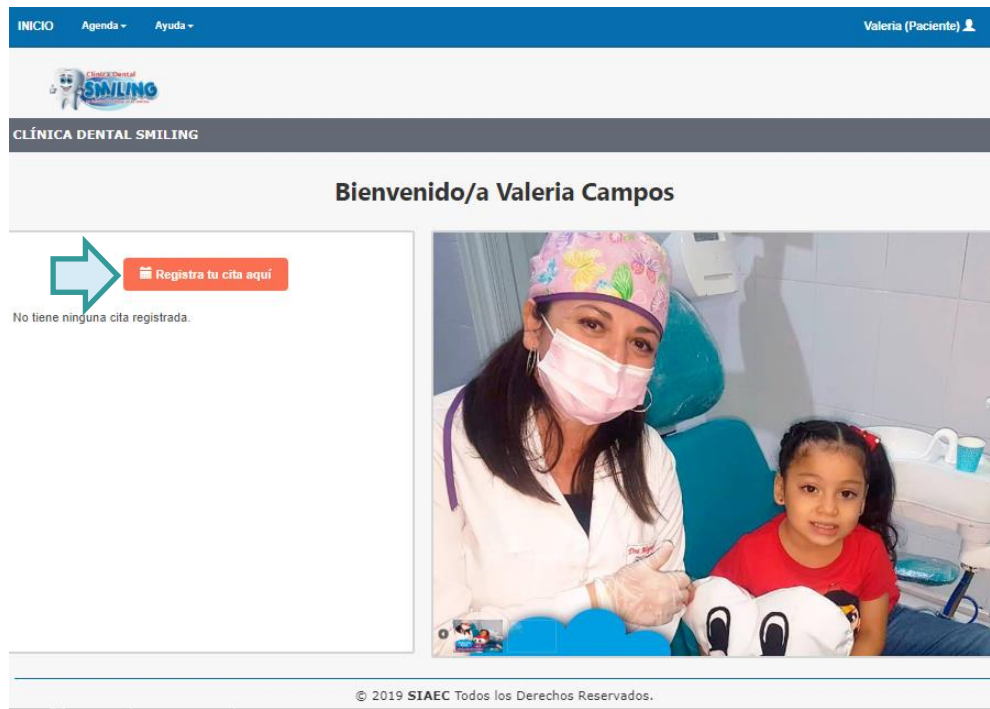 INICIO Agenda Ayuda Valeria (Paciente)
Clínica Dental
SMILING
CLÍNICA DENTAL SMILING
Bienvenido/a Valeria Campos
Registra tu cita aquí
No tiene ninguna cita registrada.
© 2019 SIAEC Todos los Derechos Reservados.